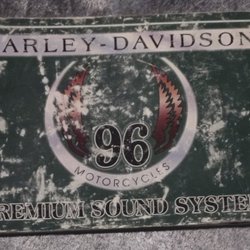 ARLEY-DAVIDSON
96
MOTORCYCLES
REMIUM SOUND SYSTE